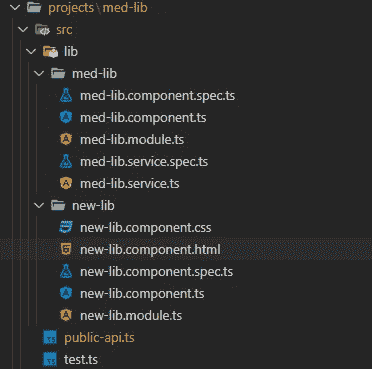 projects\med-lib
src
lib
med-lib
med-lib.component.spec.ts
med-lib.component.ts
med-lib.module.ts
med-lib.service.spec.ts
med-lib.service.ts
new-lib
new-lib.component.css
new-lib.component.html
new-lib.component.spec.ts
new-lib.component.ts
new-lib.module.ts
public-api.ts
test.ts